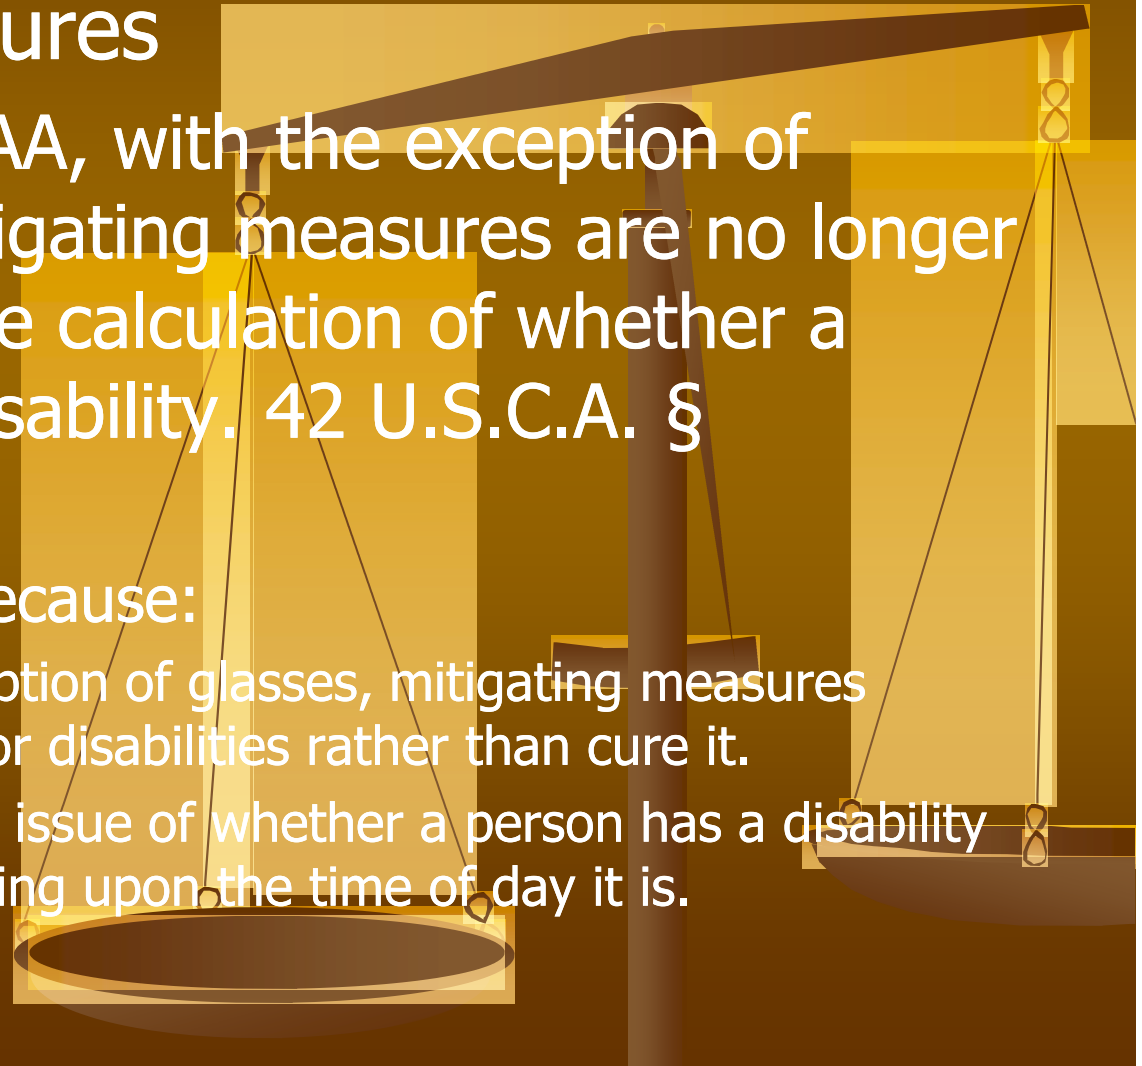 ures
AA, with the exception of
igating measures are no longer
e calculation of whether a
sability. 42 U.S.C.A. §
ecause:
ption of glasses, mitigating measures
or disabilities rather than cure it.
issue of whether a person has a disability
ing upon the time of day it is.